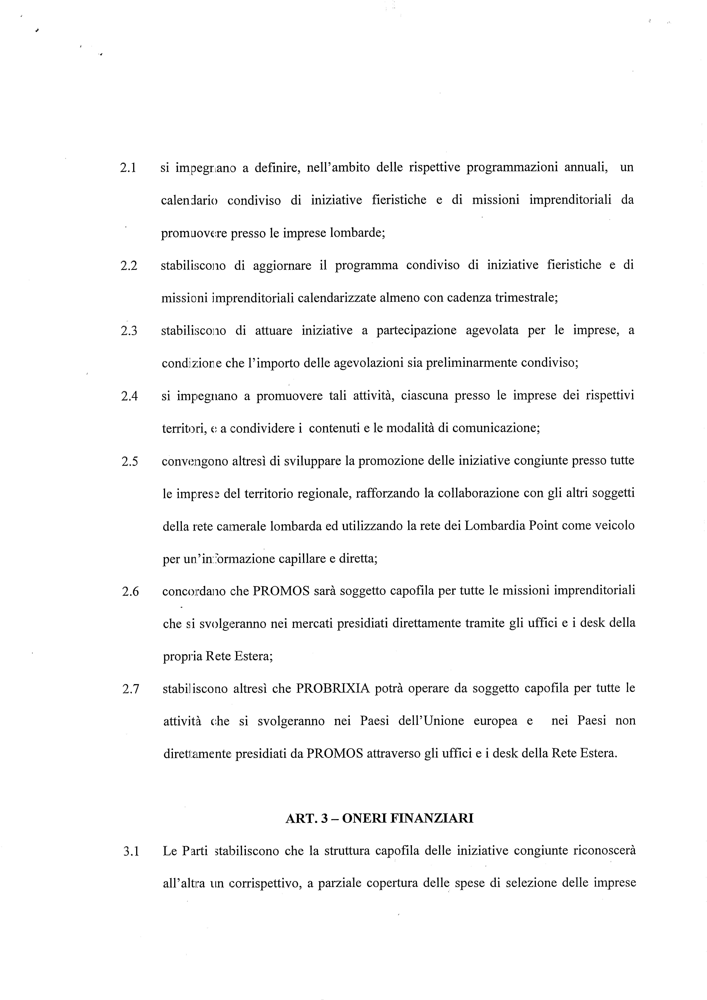 2.1 si impegnano a definire, nell’ambito delle rispettive programmazioni annuali, un
calendario condiviso di iniziative fieristiche e di missioni imprenditoriali da
promuovere presso le imprese lombarde;
2.2 stabiliscono di aggiornare il programma condiviso di iniziative fieristiche e di
missioni imprenditoriali calendarizzate almeno con cadenza trimestrale;
2.3 stabiliscono di attuare iniziative a partecipazione agevolata per le imprese, a
condizione che l’importo delle agevolazioni sia preliminarmente condiviso;
2.4 si impegnano a promuovere tali attività, ciascuna presso le imprese dei rispettivi
territori, e a condividere i contenuti e le modalità di comunicazione;
2.5 convengono altresì di sviluppare la promozione delle iniziative congiunte presso tutte
le imprese del territorio regionale, rafforzando la collaborazione con gli altri soggetti
della rete camerale lombarda ed utilizzando la rete dei Lombardia Point come veicolo
per un’informazione capillare e diretta;
2.6 concordano che PROMOS sarà soggetto capofila per tutte le missioni imprenditoriali
che si svolgeranno nei mercati presidiati direttamente tramite gli uffici e i desk della
propria Rete Estera;
2.7 stabiliscono altresì che PROBRIXIA potrà operare da soggetto capofila per tutte le
attività che si svolgeranno nei Paesi dell’Unione europea e nei Paesi non
direttamente presidiati da PROMOS attraverso gli uffici e i desk della Rete Estera.
ART. 3 – ONERI FINANZIARI
3.1 Le Parti stabiliscono che la struttura capofila delle iniziative congiunte riconoscerà
all’altra un corrispettivo, a parziale copertura delle spese di selezione delle imprese